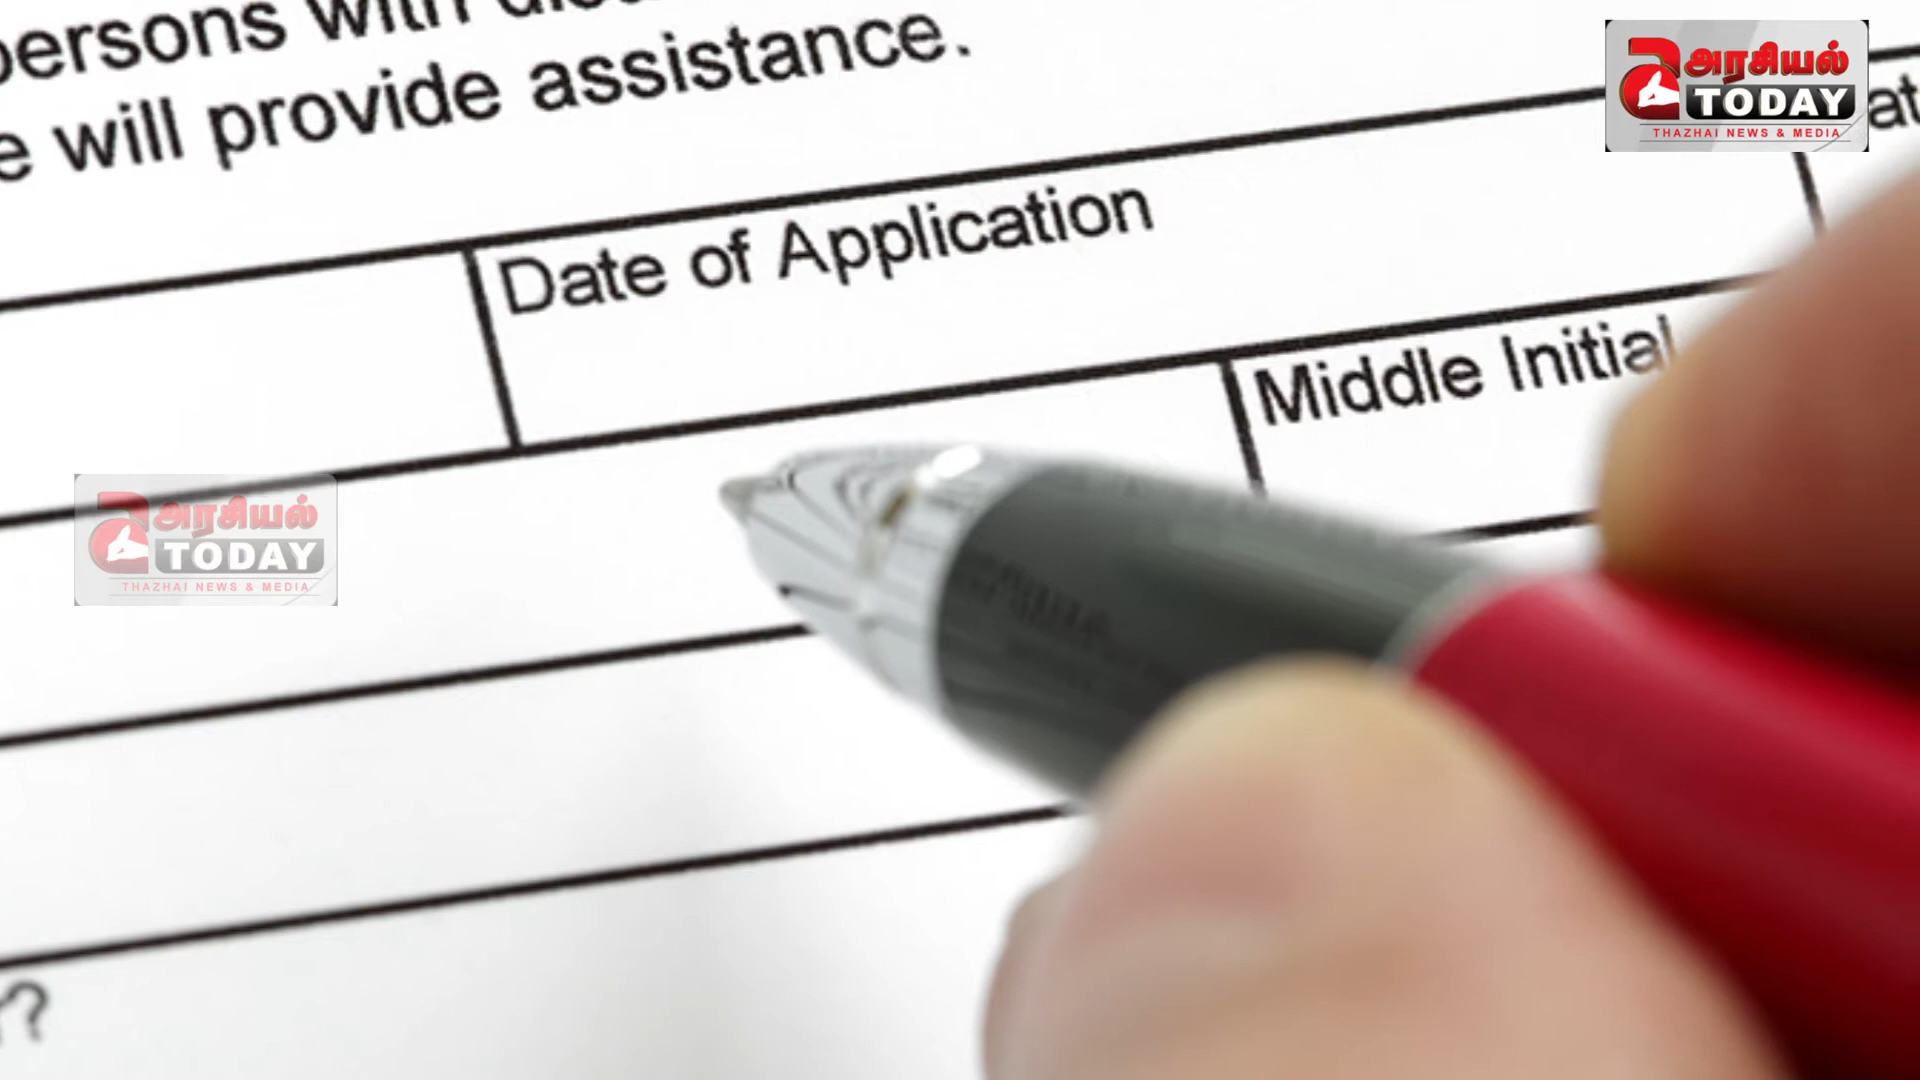 persons with
will provide assistance.
அரசியல்
TODAY
THAZHAI NEWS & MEDIA
Date of Application
Middle Initial
அரசியல்
TODAY
THAZHAI NEWS & MEDIA
?